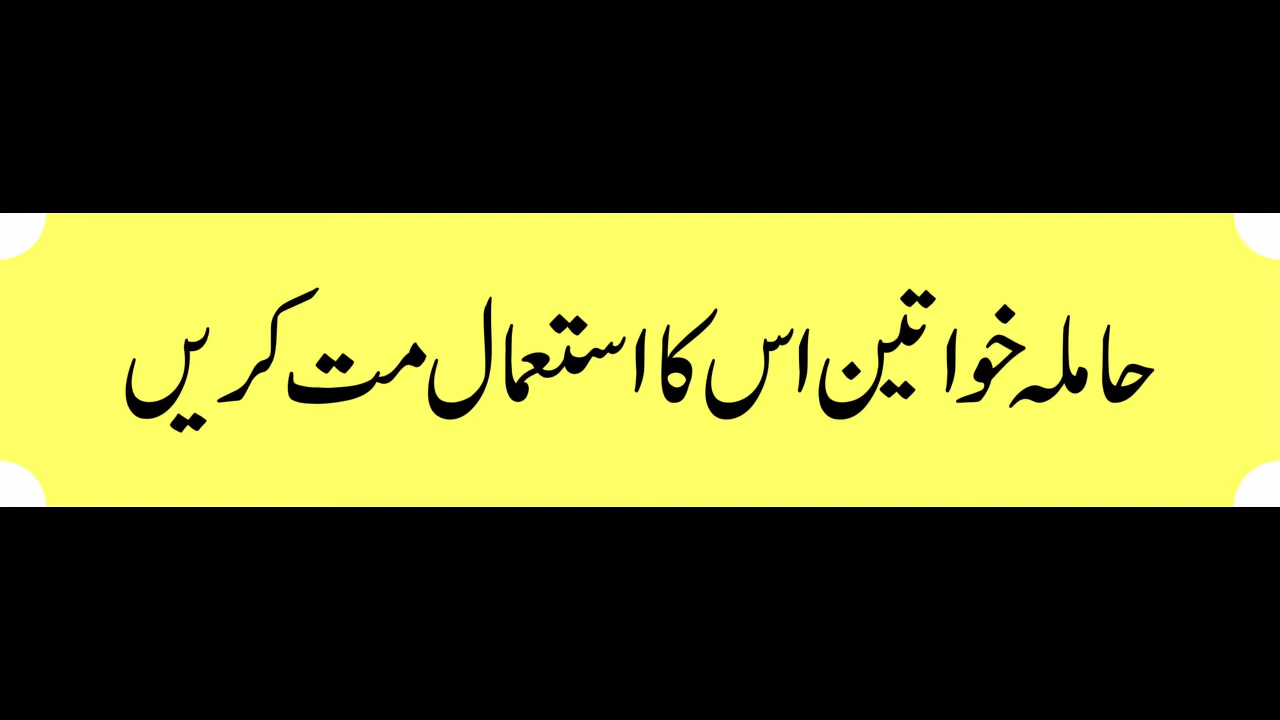 حاملہ خواتین اس کا استعمال مت کریں